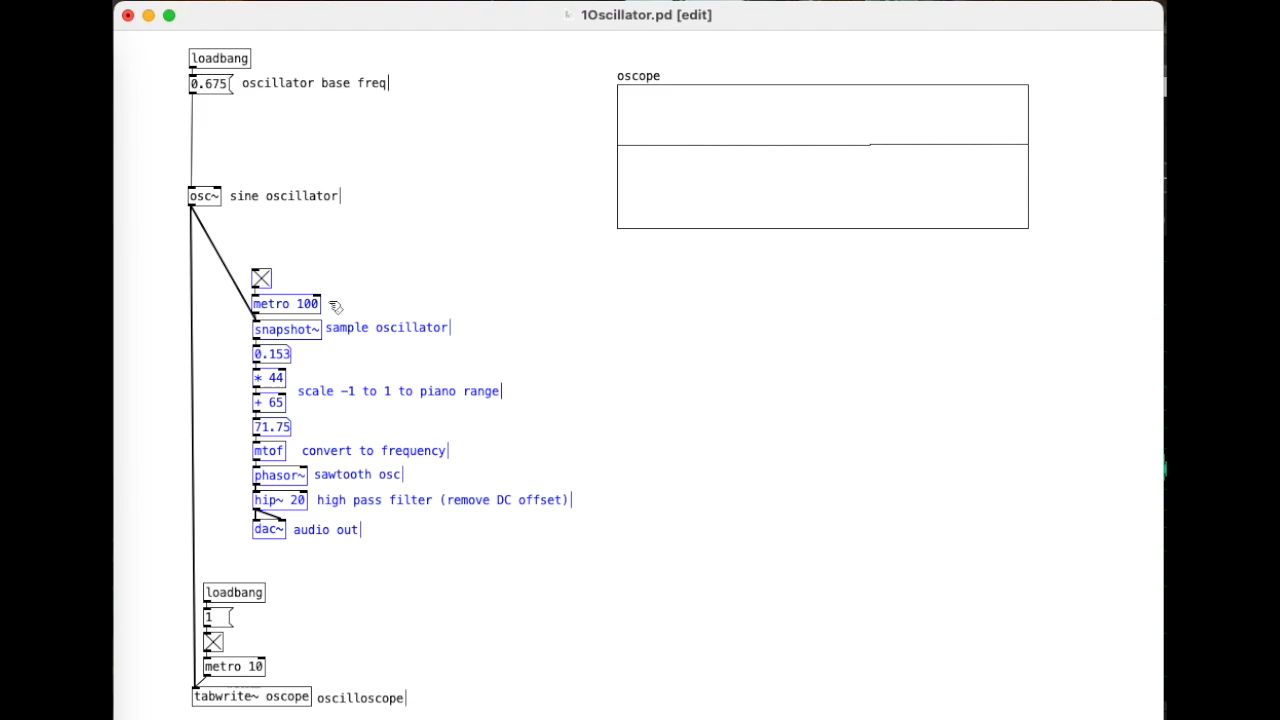 1Oscillator.pd [edit]
loadbang
0.675
oscillator base freq
oscope
osc~
sine oscillator
metro 100
snapshot~
sample oscillator
0.153
* 44
scale -1 to 1 to piano range
+ 65
71.75
mtof
convert to frequency
phasor~
sawtooth osc
hip~ 20
high pass filter (remove DC offset)
dac~
audio out
loadbang
1
metro 10
tabwrite~ oscope
oscilloscope